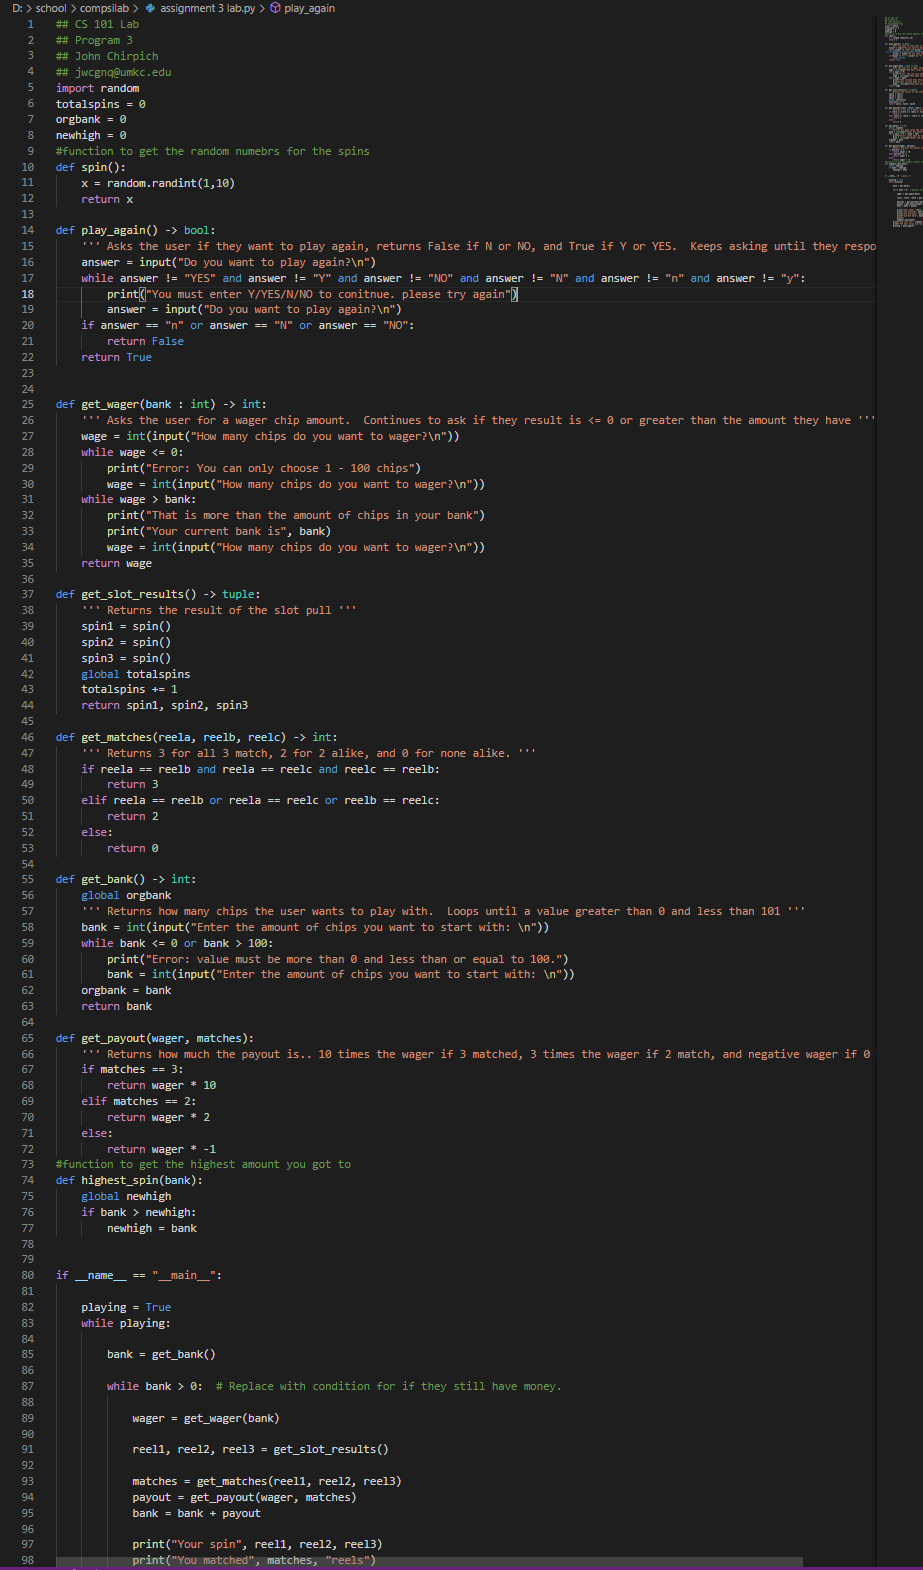 D: > school > compsilab > assignment 3 lab.py > play_again
1 ## CS 101 Lab
2 ## Program 3
3 ## John Chirpich
4 ## jwcgnq@umkc.edu
5 import random
6 totalspins = 0
7 orgbank = 0
8 newhigh = 0
9 #function to get the random numebrs for the spins
10 def spin():
11     x = random.randint(1,10)
12     return x
13
14 def play_again() -> bool:
15     ''' Asks the user if they want to play again, returns False if N or NO, and True if Y or YES.  Keeps asking until they respo
16     answer = input("Do you want to play again?\n")
17     while answer != "YES" and answer != "Y" and answer != "NO" and answer != "N" and answer != "n" and answer != "y":
18         print("You must enter Y/YES/N/NO to conitnue. please try again")
19         answer = input("Do you want to play again?\n")
20     if answer == "n" or answer == "N" or answer == "NO":
21         return False
22     return True
23
24
25 def get_wager(bank : int) -> int:
26     ''' Asks the user for a wager chip amount.  Continues to ask if they result is <= 0 or greater than the amount they have '''
27     wage = int(input("How many chips do you want to wager?\n"))
28     while wage <= 0:
29         print("Error: You can only choose 1 - 100 chips")
30         wage = int(input("How many chips do you want to wager?\n"))
31     while wage > bank:
32         print("That is more than the amount of chips in your bank")
33         print("Your current bank is", bank)
34         wage = int(input("How many chips do you want to wager?\n"))
35     return wage
36
37 def get_slot_results() -> tuple:
38     ''' Returns the result of the slot pull '''
39     spin1 = spin()
40     spin2 = spin()
41     spin3 = spin()
42     global totalspins
43     totalspins += 1
44     return spin1, spin2, spin3
45
46 def get_matches(reela, reelb, reelc) -> int:
47     ''' Returns 3 for all 3 match, 2 for 2 alike, and 0 for none alike. '''
48     if reela == reelb and reela == reelc and reelc == reelb:
49         return 3
50     elif reela == reelb or reela == reelc or reelb == reelc:
51         return 2
52     else:
53         return 0
54
55 def get_bank() -> int:
56     global orgbank
57     ''' Returns how many chips the user wants to play with.  Loops until a value greater than 0 and less than 101 '''
58     bank = int(input("Enter the amount of chips you want to start with: \n"))
59     while bank <= 0 or bank > 100:
60         print("Error: value must be more than 0 and less than or equal to 100.")
61         bank = int(input("Enter the amount of chips you want to start with: \n"))
62     orgbank = bank
63     return bank
64
65 def get_payout(wager, matches):
66     ''' Returns how much the payout is.. 10 times the wager if 3 matched, 3 times the wager if 2 match, and negative wager if 0
67     if matches == 3:
68         return wager * 10
69     elif matches == 2:
70         return wager * 2
71     else:
72         return wager * -1
73 #function to get the highest amount you got to
74 def highest_spin(bank):
75     global newhigh
76     if bank > newhigh:
77         newhigh = bank
78
79
80 if __name__ == "__main__":
81
82     playing = True
83     while playing:
84
85         bank = get_bank()
86
87         while bank > 0:  # Replace with condition for if they still have money.
88
89             wager = get_wager(bank)
90
91             reel1, reel2, reel3 = get_slot_results()
92
93             matches = get_matches(reel1, reel2, reel3)
94             payout = get_payout(wager, matches)
95             bank = bank + payout
96
97             print("Your spin", reel1, reel2, reel3)
98             print("You matched", matches, "reels")